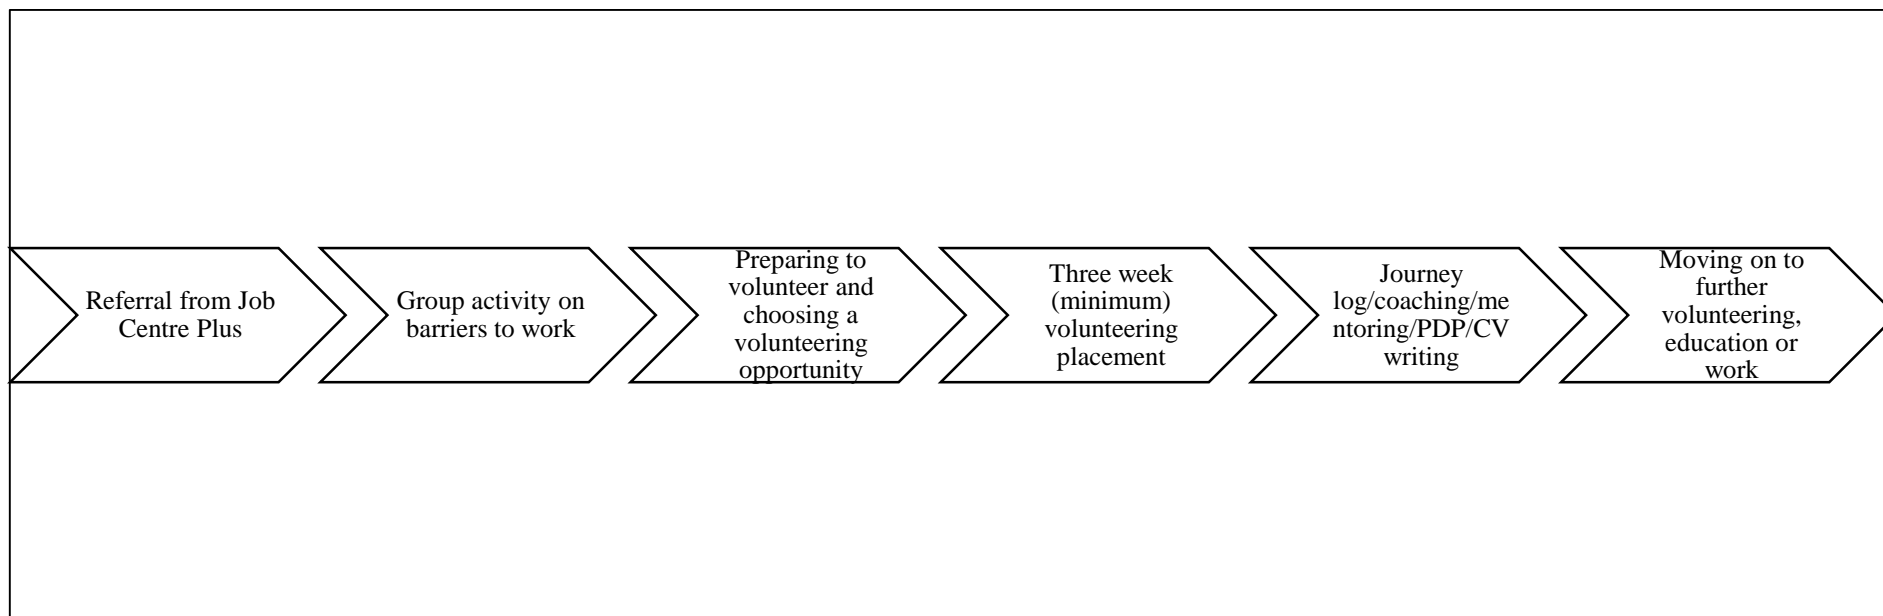 Referral from Job
Centre Plus
Group activity on
barriers to work
Preparing to
volunteer and
choosing a
volunteering
opportunity
Three week
(minimum)
volunteering
placement
Journey
log/coaching/me
ntoring/PDP/CV
writing
Moving on to
further
volunteering,
education or
work